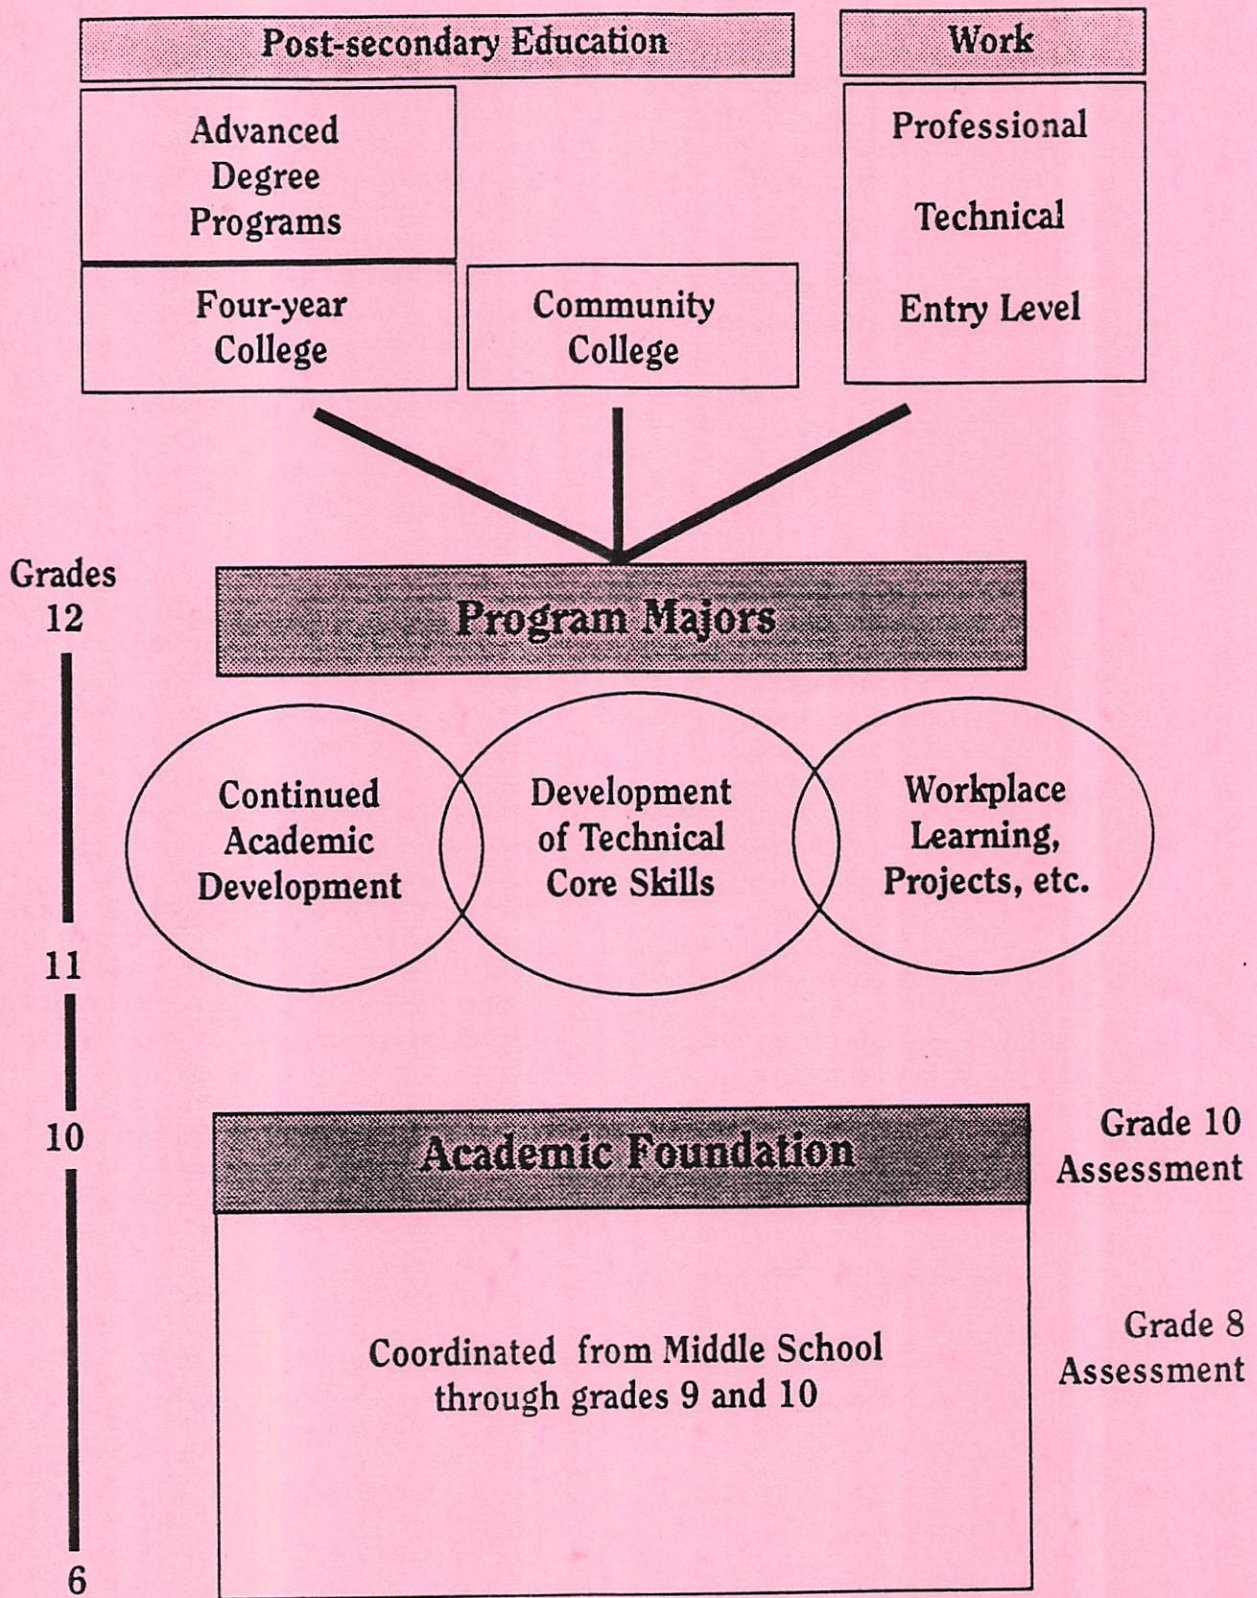 Post-secondary Education
Work
Advanced
Degree
Programs
Four-year
College
Community
College
Professional
Technical
Entry Level
Grades
12
Program Majors
Continued
Academic
Development
Development
of Technical
Core Skills
Workplace
Learning,
Projects, etc.
11
10
Academic Foundation
Grade 10
Assessment
Coordinated from Middle School
through grades 9 and 10
Grade 8
Assessment
6